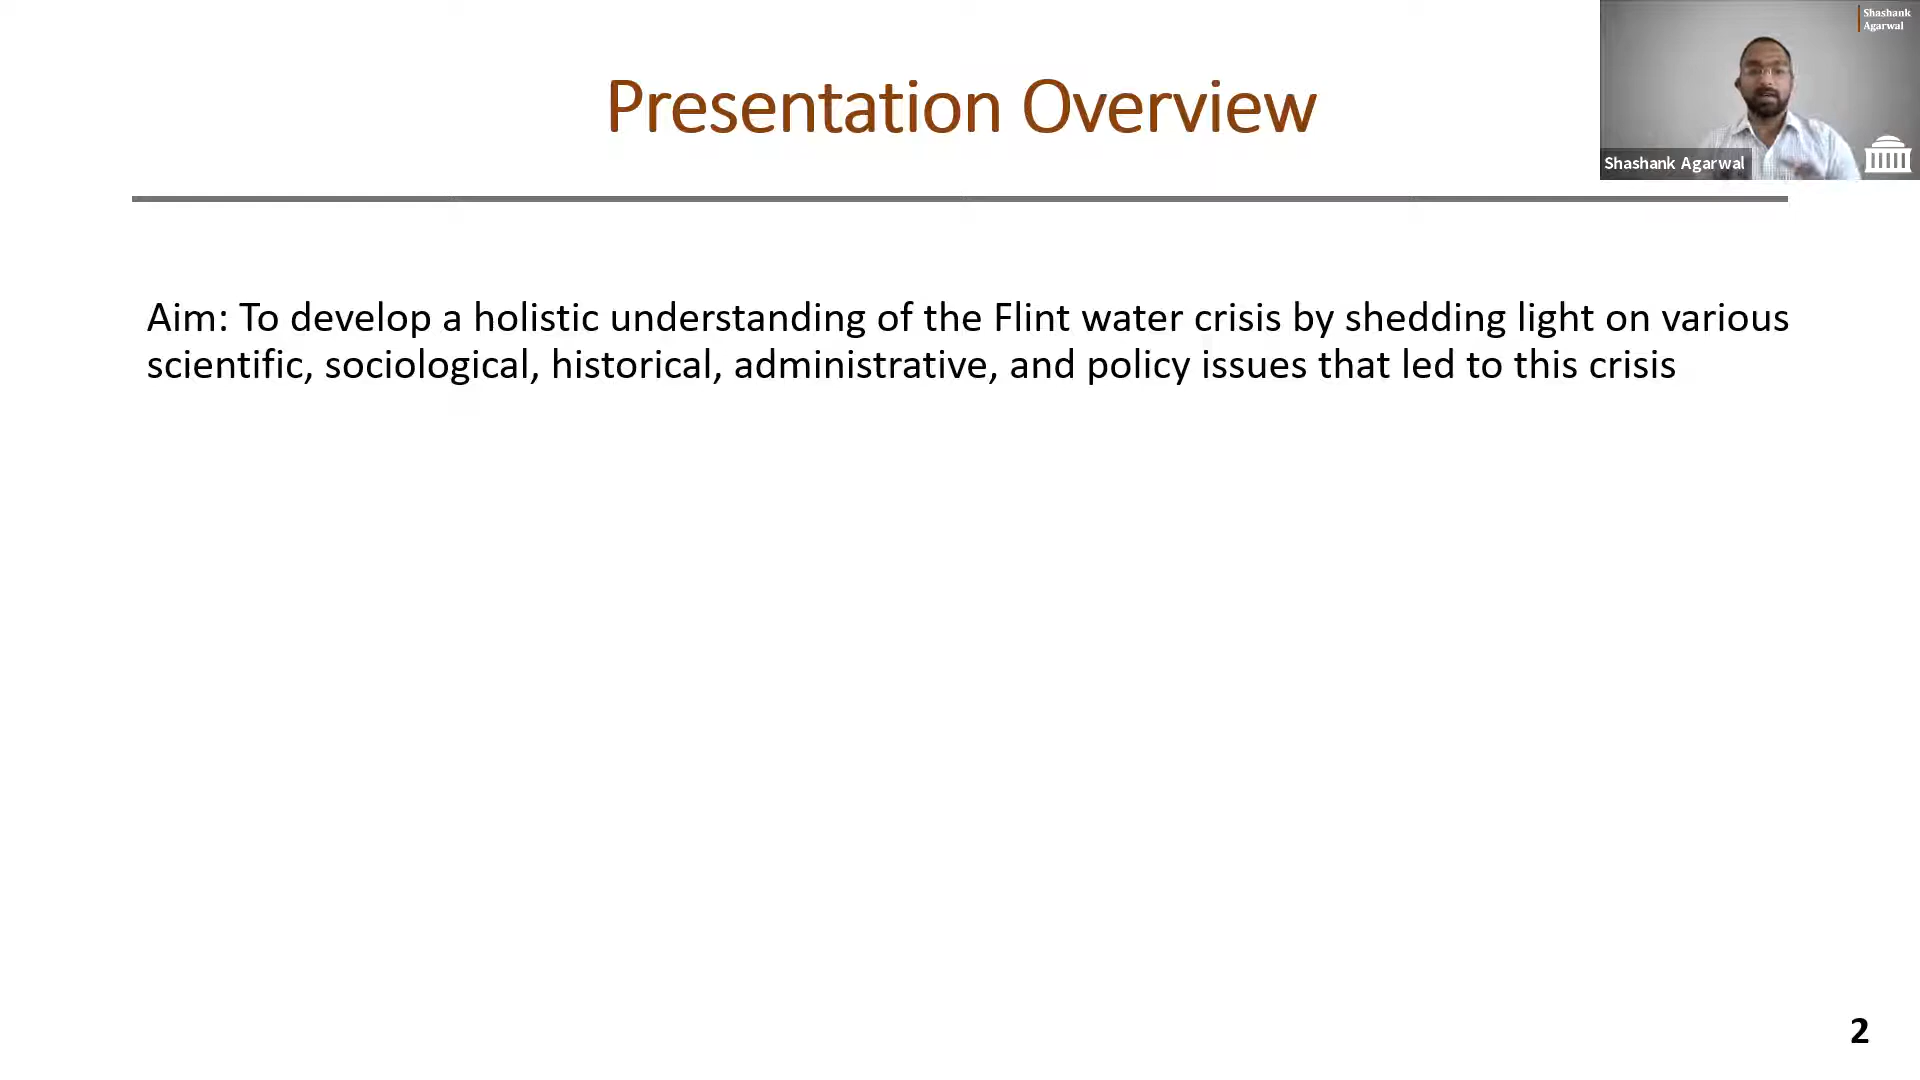 Presentation Overview
Shashank
Agarwal
Shashank Agarwal
Aim: To develop a holistic understanding of the Flint water crisis by shedding light on various
scientific, sociological, historical, administrative, and policy issues that led to this crisis
2